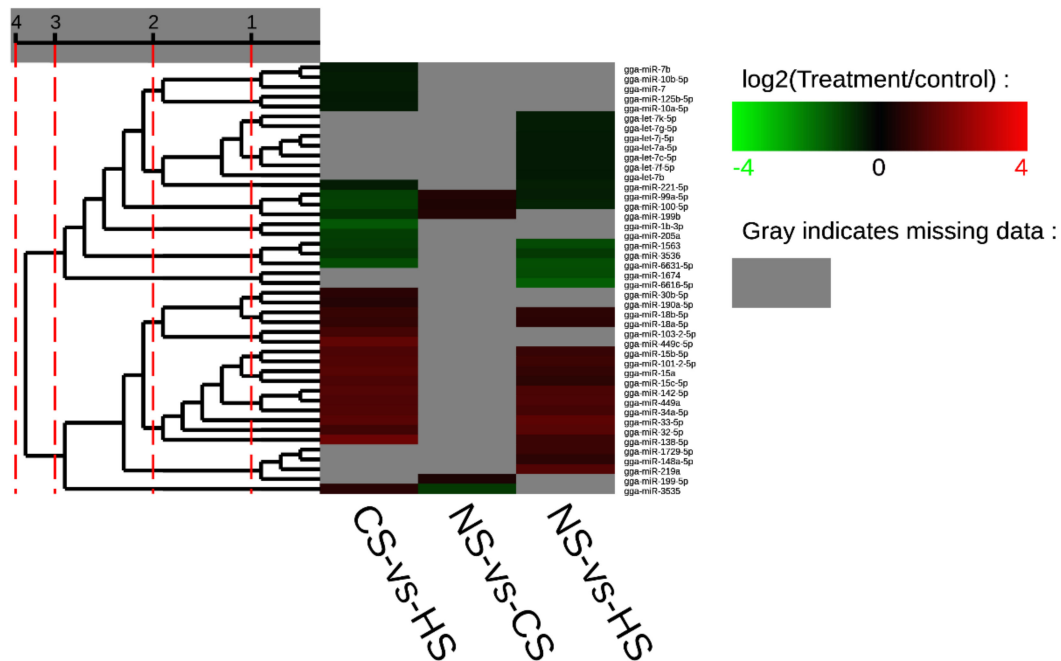 4 3 2 1
gga-miR-7b
gga-miR-10b-5p
gga-miR-7
gga-miR-125b-5p
gga-miR-10a-5p
gga-let-7k-5p
gga-let-7g-5p
gga-let-7j-5p
gga-let-7a-5p
gga-let-7c-5p
gga-let-7f-5p
gga-let-7b
gga-miR-221-5p
gga-miR-99a-5p
gga-miR-100-5p
gga-miR-199b
gga-miR-1b-3p
gga-miR-205a
gga-miR-1563
gga-miR-3536
gga-miR-6631-5p
gga-miR-1674
gga-miR-6616-5p
gga-miR-30b-5p
gga-miR-190a-5p
gga-miR-18b-5p
gga-miR-18a-5p
gga-miR-103-2-5p
gga-miR-449c-5p
gga-miR-15b-5p
gga-miR-101-2-5p
gga-miR-15a
gga-miR-15c-5p
gga-miR-142-5p
gga-miR-449a
gga-miR-34a-5p
gga-miR-33-5p
gga-miR-32-5p
gga-miR-138-5p
gga-miR-1729-5p
gga-miR-148a-5p
gga-miR-219a
gga-miR-199-5p
gga-miR-3535
CS-vs-HS
NS-vs-CS
NS-vs-HS
log2(Treatment/control) :
-4 0 4
Gray indicates missing data :